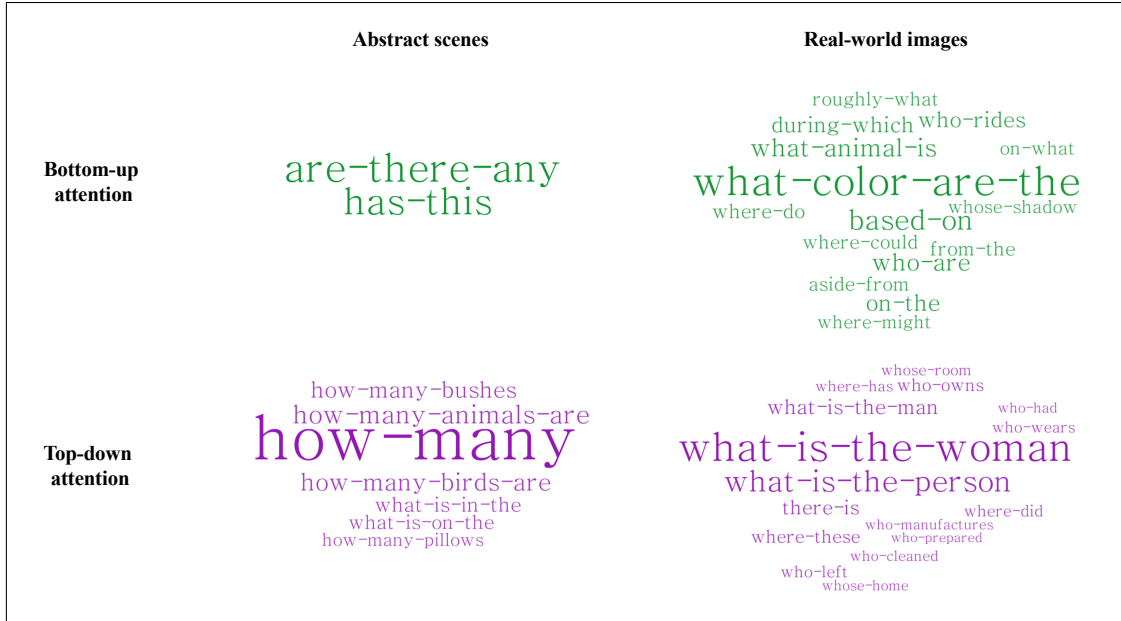 Abstract scenes
Real-world images
Bottom-up
attention
are-there-any
has-this
roughly-what
during-which who-rides
what-animal-is on-what
what-color-are-the
where-do whose-shadow
based-on
where-could from-the
who-are
aside-from
on-the
where-might
Top-down
attention
how-many-bushes
how-many-animals-are
how-many
how-many-birds-are
what-is-in-the
what-is-on-the
how-many-pillows
whose-room
where-has who-owns
what-is-the-man who-had
who-wears
what-is-the-woman
what-is-the-person
there-is where-did
who-manufactures
where-these who-prepared
who-cleaned
who-left
whose-home